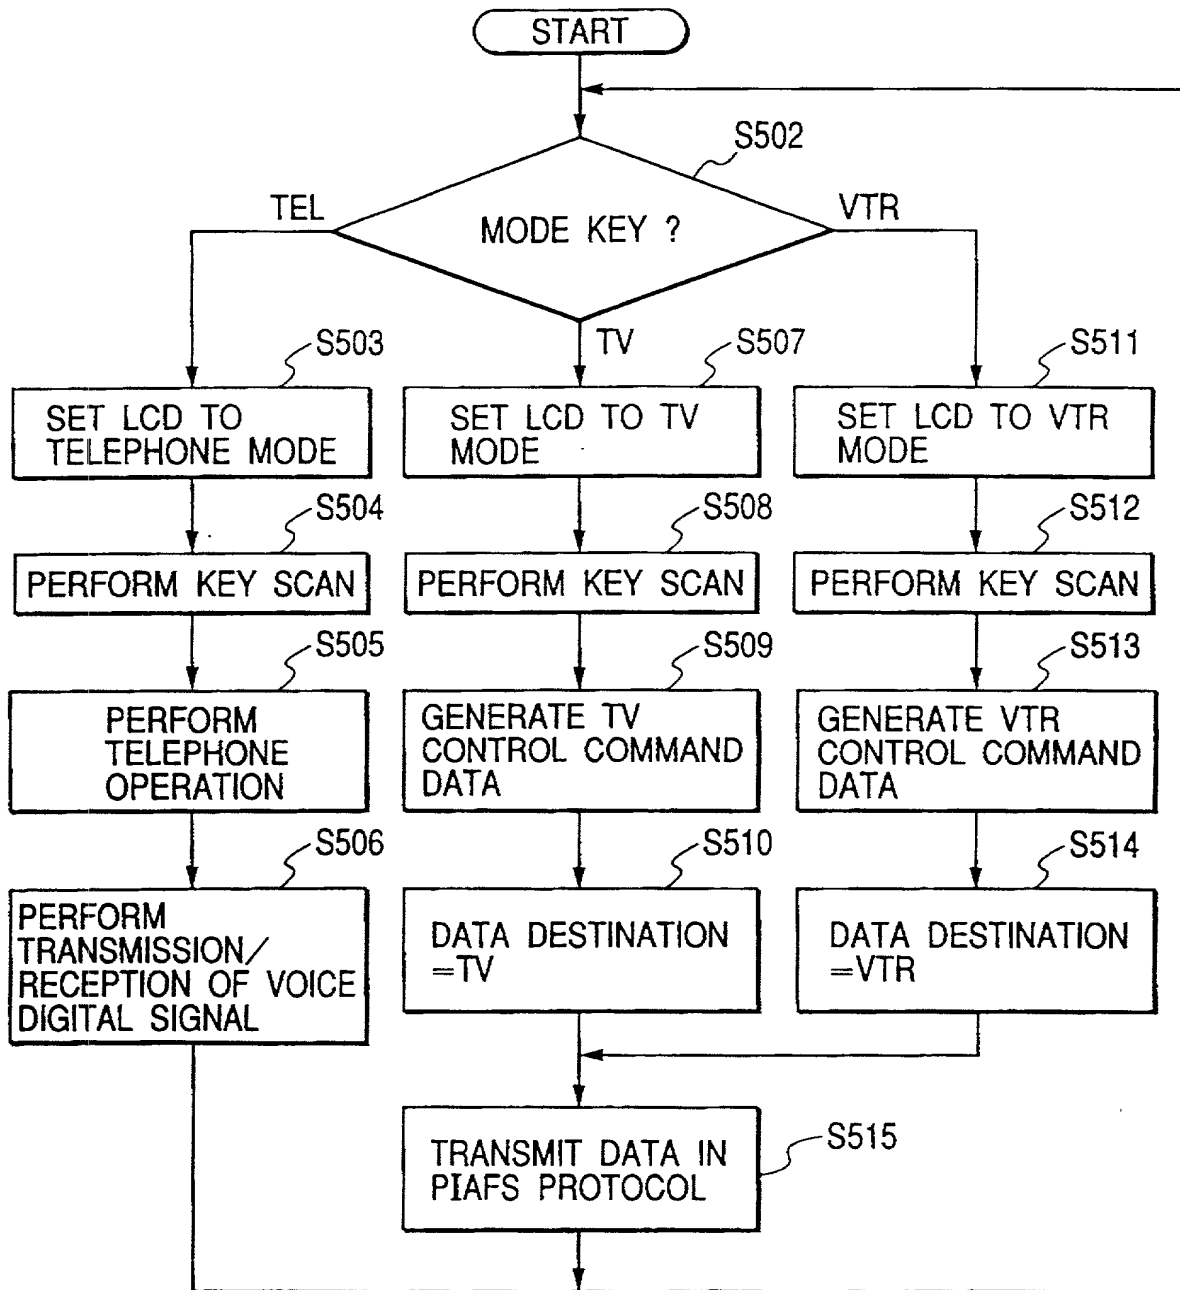 START
S502
TEL
MODE KEY ?
VTR
TV
S503
SET LCD TO
TELEPHONE MODE
S507
SET LCD TO TV
MODE
S511
SET LCD TO VTR
MODE
S504
PERFORM KEY SCAN
S508
PERFORM KEY SCAN
S512
PERFORM KEY SCAN
S505
PERFORM
TELEPHONE
OPERATION
S509
GENERATE TV
CONTROL COMMAND
DATA
S513
GENERATE VTR
CONTROL COMMAND
DATA
S506
PERFORM
TRANSMISSION/
RECEPTION OF VOICE
DIGITAL SIGNAL
S510
DATA DESTINATION
=TV
S514
DATA DESTINATION
=VTR
S515
TRANSMIT DATA IN
PIAFS PROTOCOL